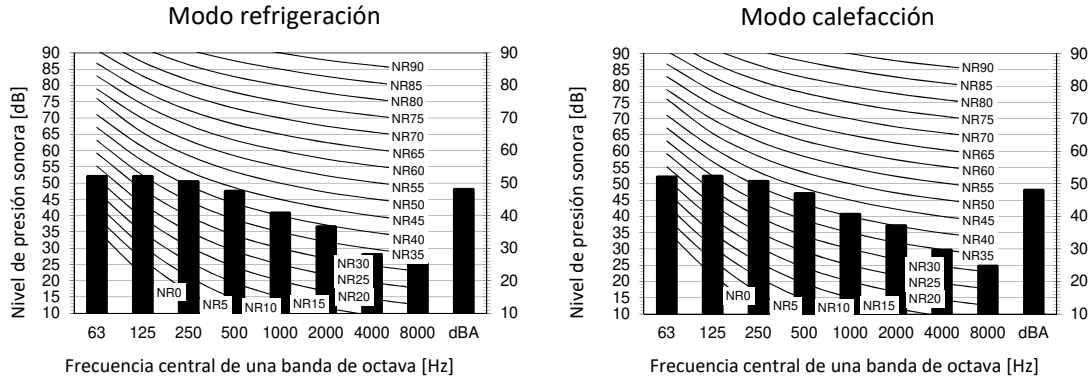 Modo refrigeración
Nivel de presión sonora [dB]
90
85
80
75
70
65
60
55
50
45
40
35
30
25
20
15
10
NR90
NR85
NR80
NR75
NR70
NR65
NR60
NR55
NR50
NR45
NR40
NR35
NR30
NR25
NR20
NR0
NR5
NR10
NR15
90
80
70
60
50
40
30
20
10
63 125 250 500 1000 2000 4000 8000 dBA
Frecuencia central de una banda de octava [Hz]
Modo calefacción
Nivel de presión sonora [dB]
90
85
80
75
70
65
60
55
50
45
40
35
30
25
20
15
10
NR90
NR85
NR80
NR75
NR70
NR65
NR60
NR55
NR50
NR45
NR40
NR35
NR30
NR25
NR20
NR0
NR5
NR10
NR15
90
80
70
60
50
40
30
20
10
63 125 250 500 1000 2000 4000 8000 dBA
Frecuencia central de una banda de octava [Hz]